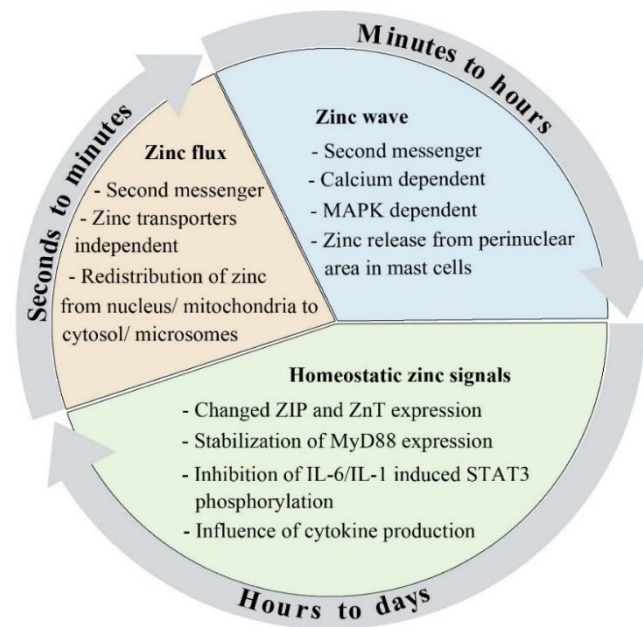 Seconds to minutes
Zinc flux
- Second messenger
- Zinc transporters
independent
- Redistribution of zinc
from nucleus/ mitochondria to
cytosol/ microsomes
Minutes to hours
Zinc wave
- Second messenger
- Calcium dependent
- MAPK dependent
- Zinc release from perinuclear
area in mast cells
Homeostatic zinc signals
- Changed ZIP and ZnT expression
- Stabilization of MyD88 expression
- Inhibition of IL-6/IL-1 induced STAT3
phosphorylation
- Influence of cytokine production
Hours to days